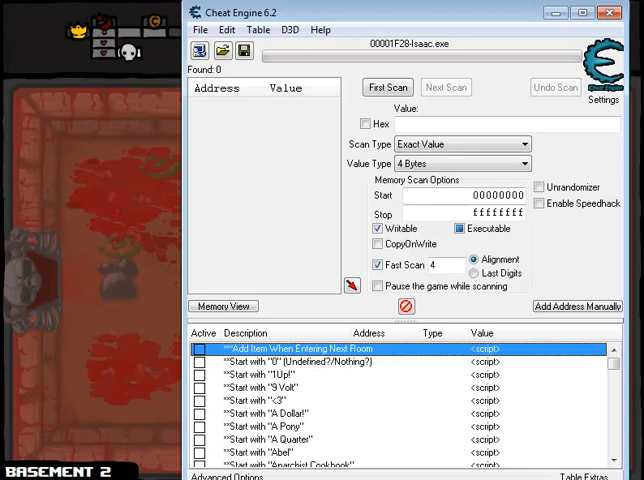 Cheat Engine 6.2
File Edit Table D3D Help
00001F28-Isaac.exe
Found: 0
Address Value
First Scan Next Scan Undo Scan
Settings
Value:
Hex
Scan Type Exact Value
Value Type 4 Bytes
Memory Scan Options
Start 00000000
Stop ffffffff
Unrandomizer
Enable Speedhack
Writable Executable
CopyOnWrite
Fast Scan 4 Alignment
Last Digits
Pause the game while scanning
Memory View Add Address Manually
Active Description Address Type Value
***Add Item When Entering Next Room <script>
**Start with "0" (Undefined?/Nothing?) <script>
**Start with "1Up!" <script>
**Start with "9 Volt" <script>
**Start with "<3" <script>
**Start with "A Dollar!" <script>
**Start with "A Pony" <script>
**Start with "A Quarter" <script>
**Start with "Abel" <script>
**Start with "Anarchist Cookbook" <script>
Advanced Options Table Extras
BASEMENT 2